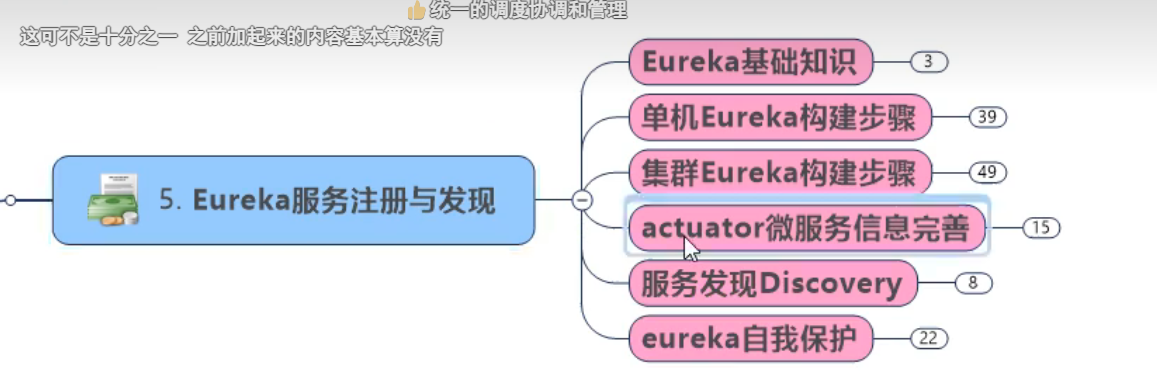 👍统一的调度协调和管理
这可不是十分之一 之前加起来的内容基本算没有
5. Eureka服务注册与发现
Eureka基础知识 3
单机Eureka构建步骤 39
集群Eureka构建步骤 49
actuator微服务信息完善 15
服务发现Discovery 8
eureka自我保护 22